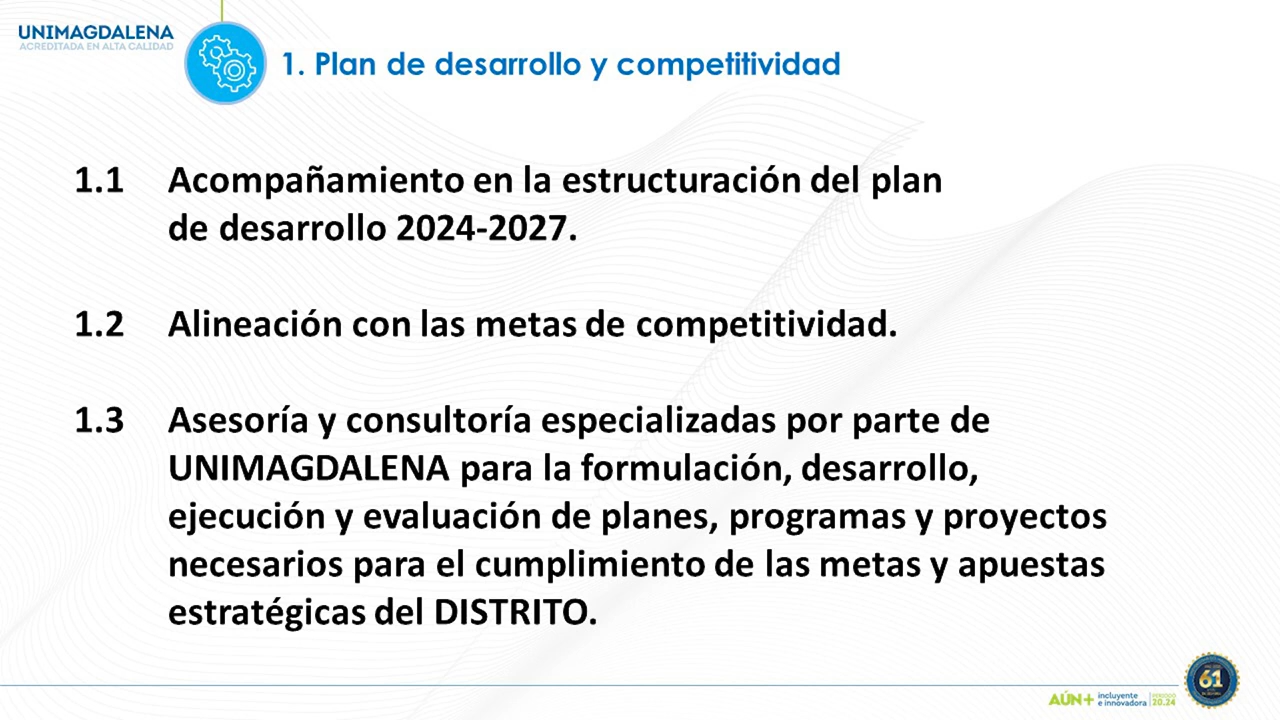 UNIMAGDALENA
ACREDITADA EN ALTA CALIDAD
1. Plan de desarrollo y competitividad
1.1 Acompañamiento en la estructuración del plan
de desarrollo 2024-2027.
1.2 Alineación con las metas de competitividad.
1.3 Asesoría y consultoría especializadas por parte de
UNIMAGDALENA para la formulación, desarrollo,
ejecución y evaluación de planes, programas y proyectos
necesarios para el cumplimiento de las metas y apuestas
estratégicas del DISTRITO.
AÚN+ incluyente
e innovadora
PERIODO
20.24
61